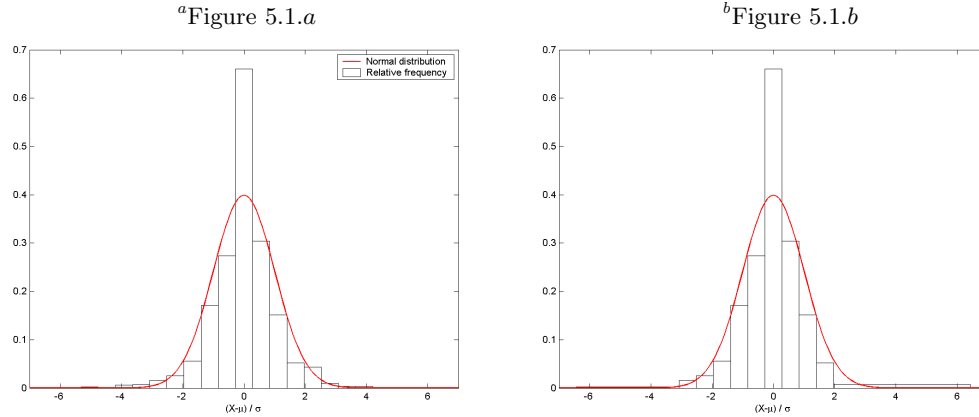 aFigure 5.1.a
0.7
0.6
0.5
0.4
0.3
0.2
0.1
0
-6 -4 -2 0 2 4 6
(X-μ) / σ
Normal distribution
Relative frequency
bFigure 5.1.b
0.7
0.6
0.5
0.4
0.3
0.2
0.1
0
-6 -4 -2 0 2 4 6
(X-μ) / σ